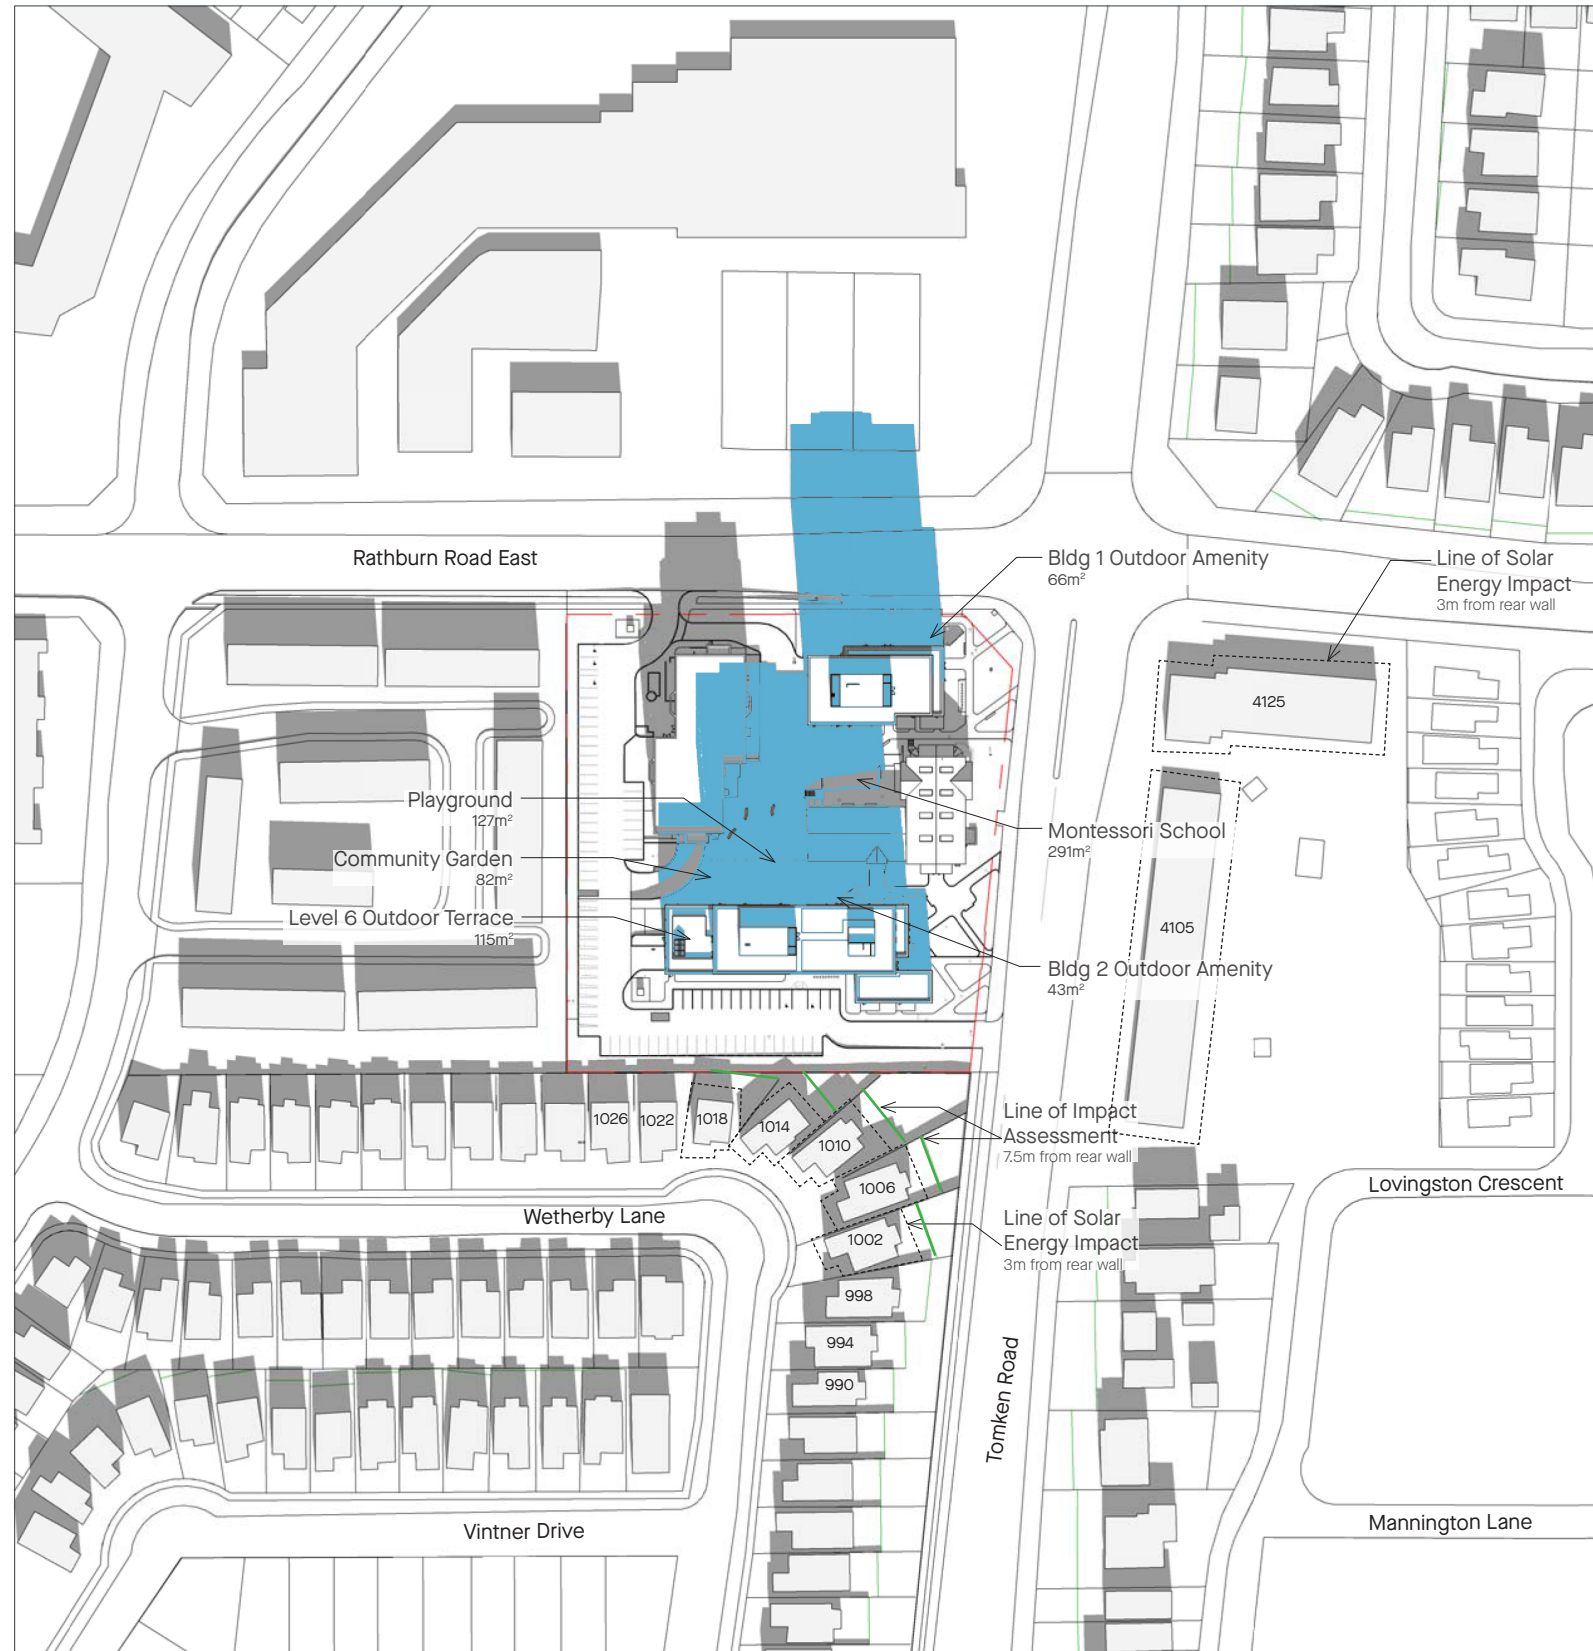 Rathburn Road East
Bldg 1 Outdoor Amenity
66m²
Line of Solar
Energy Impact
3m from rear wall
4125
Playground
127m²
Montessori School
291m²
Community Garden
82m²
Level 6 Outdoor Terrace
115m²
4105
Bldg 2 Outdoor Amenity
43m²
1026
1022
1018
1014
1010
1006
1002
Line of Impact
Assessment
7.5m from rear wall
Lovingston Crescent
Wetherby Lane
Line of Solar
Energy Impact
3m from rear wall
998
994
990
Tomken Road
Vintner Drive
Mannington Lane